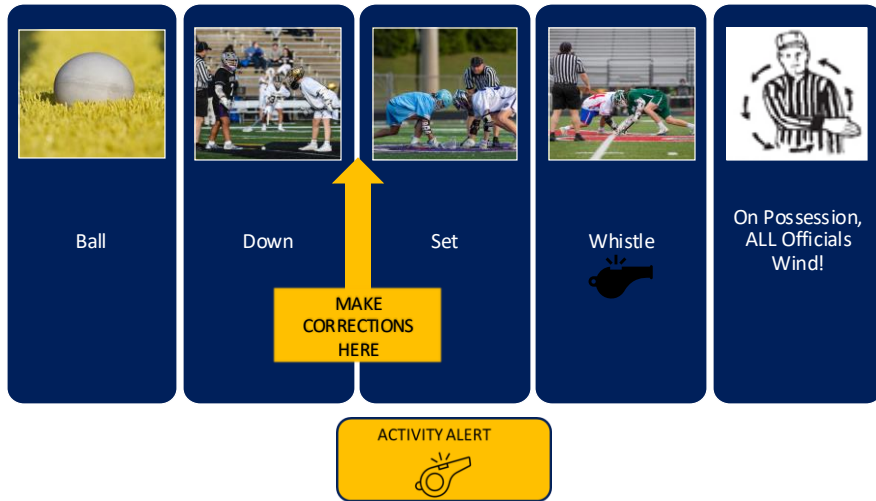 Ball
Down
Set
Whistle
On Possession,
ALL Officials
Wind!
MAKE
CORRECTIONS
HERE
ACTIVITY ALERT